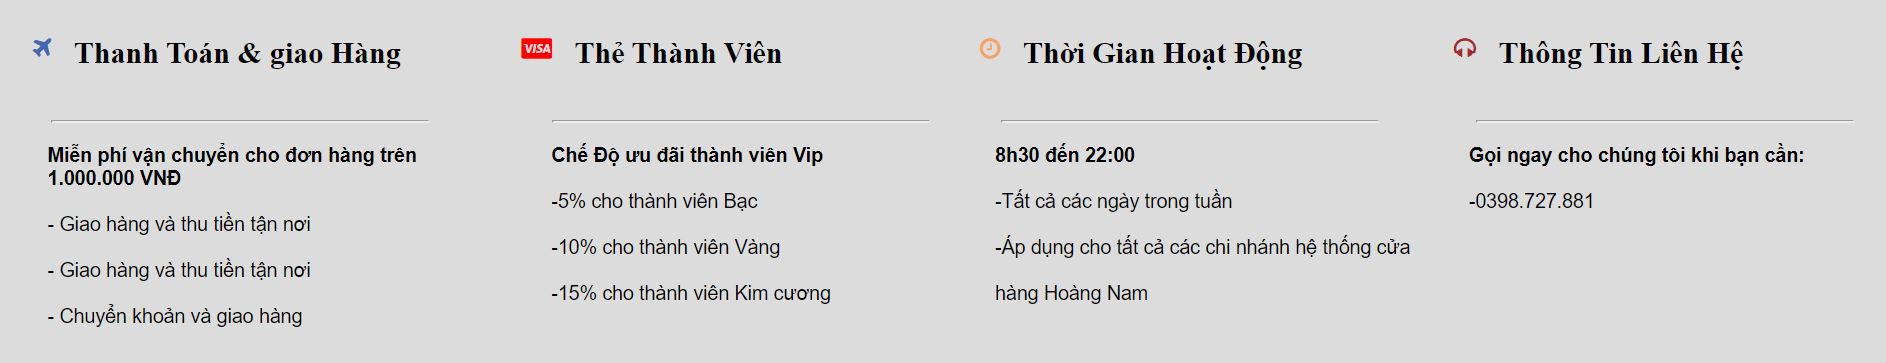 Thanh Toán & giao Hàng
Miễn phí vận chuyển cho đơn hàng trên
1.000.000 VNĐ
- Giao hàng và thu tiền tận nơi
- Giao hàng và thu tiền tận nơi
- Chuyển khoản và giao hàng
VISA
Thẻ Thành Viên
Chế Độ ưu đãi thành viên Vip
-5% cho thành viên Bạc
-10% cho thành viên Vàng
-15% cho thành viên Kim cương
Thời Gian Hoạt Động
8h30 đến 22:00
-Tất cả các ngày trong tuần
-Áp dụng cho tất cả các chi nhánh hệ thống cửa
hàng Hoàng Nam
Thông Tin Liên Hệ
Gọi ngay cho chúng tôi khi bạn cần:
-0398.727.881